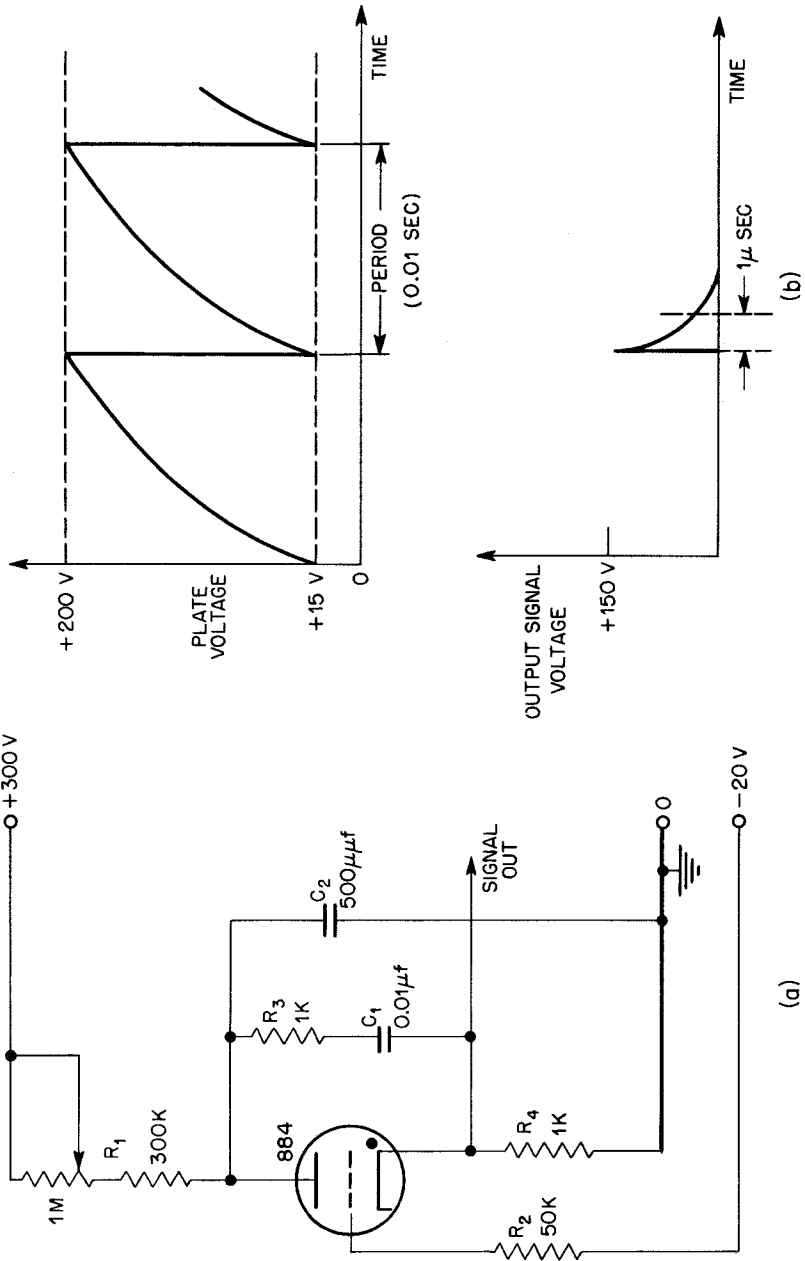 +300 V
1M
R1
300K
884
R3
1K
C1
0.01μf
C2
500μμf
SIGNAL
OUT
R4
1K
R2
50K
0
−20 V
(a)
+200 V
PLATE
VOLTAGE
+15 V
0
TIME
PERIOD
(0.01 SEC)
OUTPUT SIGNAL
VOLTAGE
+150 V
TIME
1μ SEC
(b)